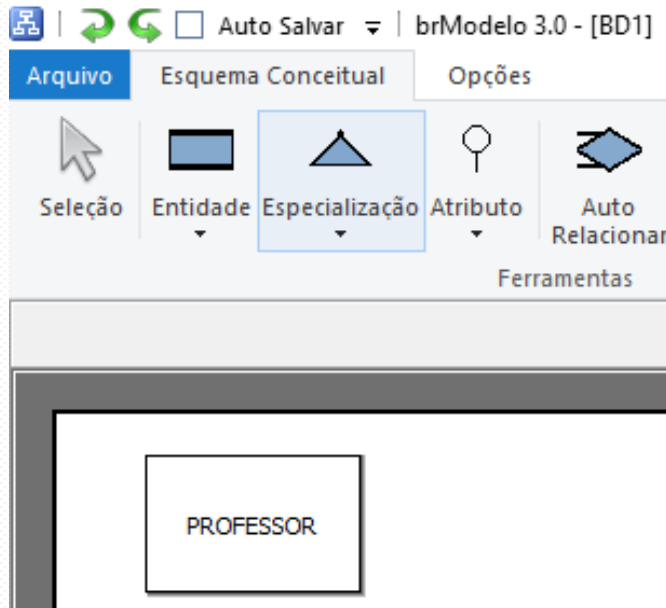 Auto Salvar brModelo 3.0 - [BD1]
Arquivo Esquema Conceitual Opções
Seleção Entidade Especialização Atributo Auto
Relacionar
Ferramentas
PROFESSOR